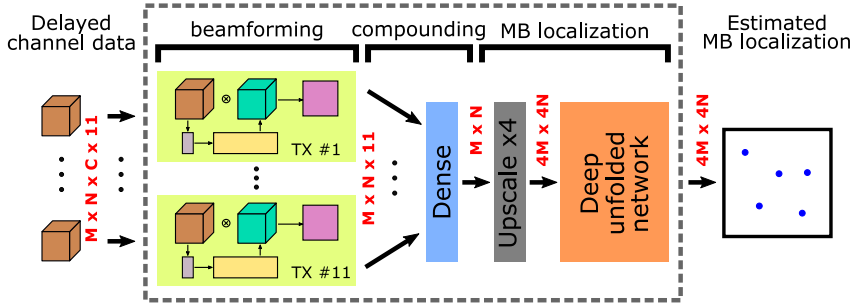 Delayed
channel data
beamforming
compounding
MB localization
Estimated
MB localization
M x N x C x 11
TX #1
TX #11
M x N x 11
Dense
M x N
Upscale x4
4M x 4N
Deep
unfolded
network
4M x 4N